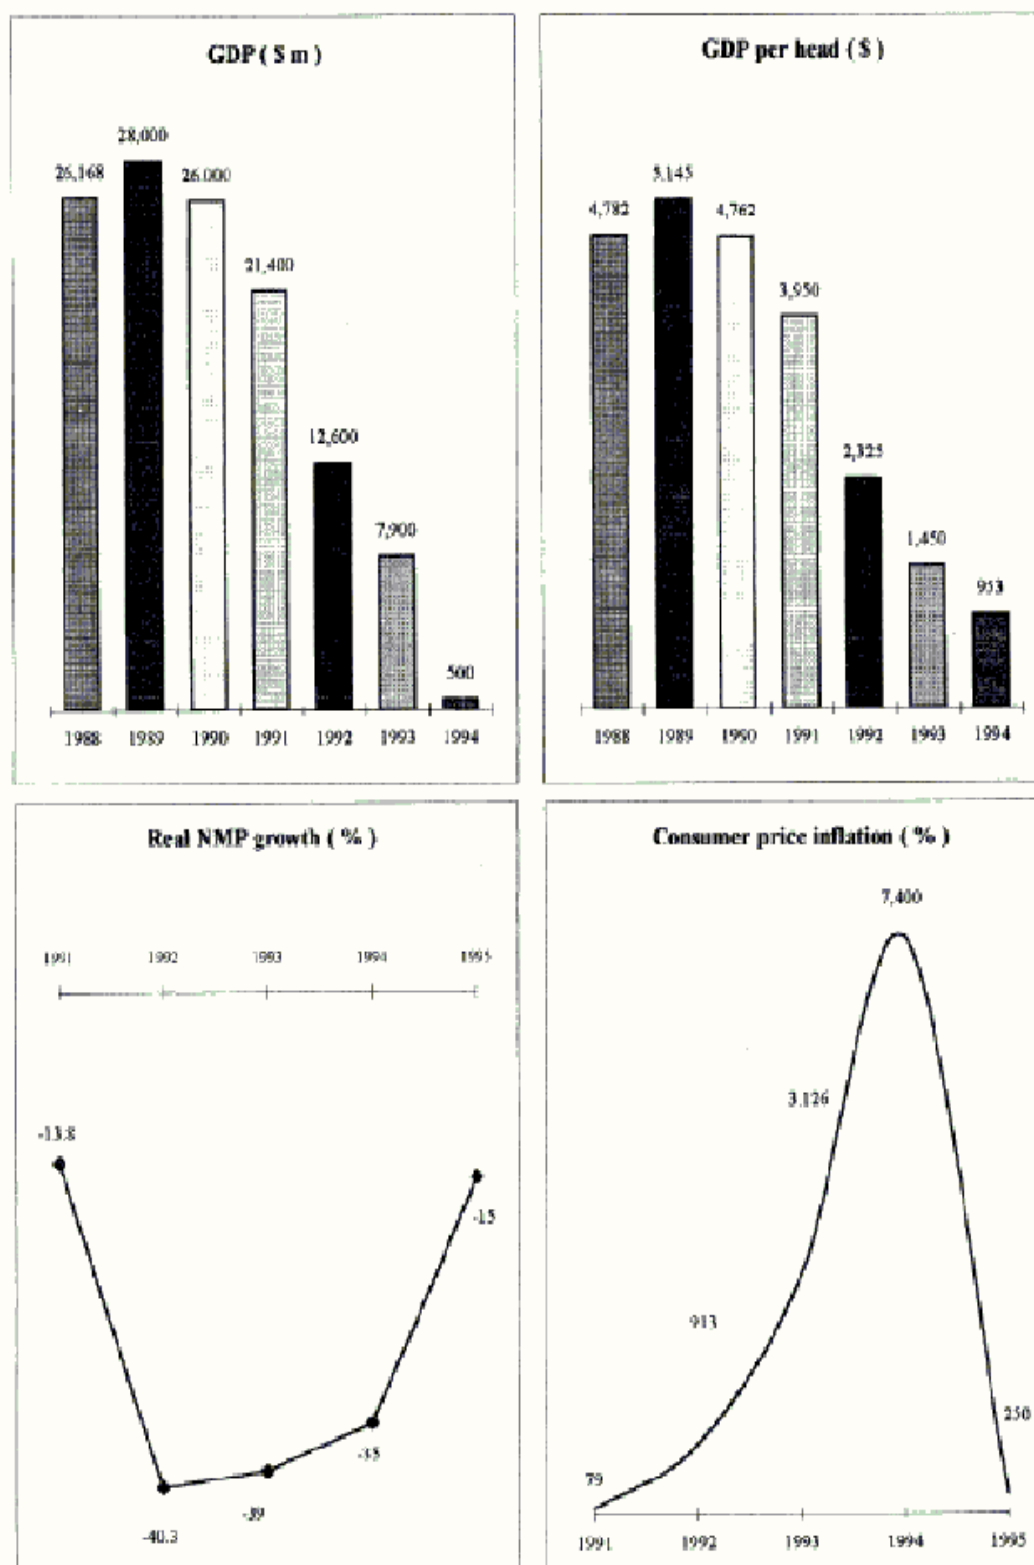 GDP ( $ m )
28,000
26,168
26.000
21,400
12,600
7,900
500
1988 1989 1990 1991 1992 1993 1994
GDP per head ( $ )
5,145
4,782
4,762
3,950
2,325
1,450
953
1988 1989 1990 1991 1992 1993 1994
Real NMP growth ( % )
1991 1992 1993 1994 1995
-13.8
-15
-39
-40.3
Consumer price inflation ( % )
7,400
3.126
913
250
79
1991 1992 1993 1994 1995